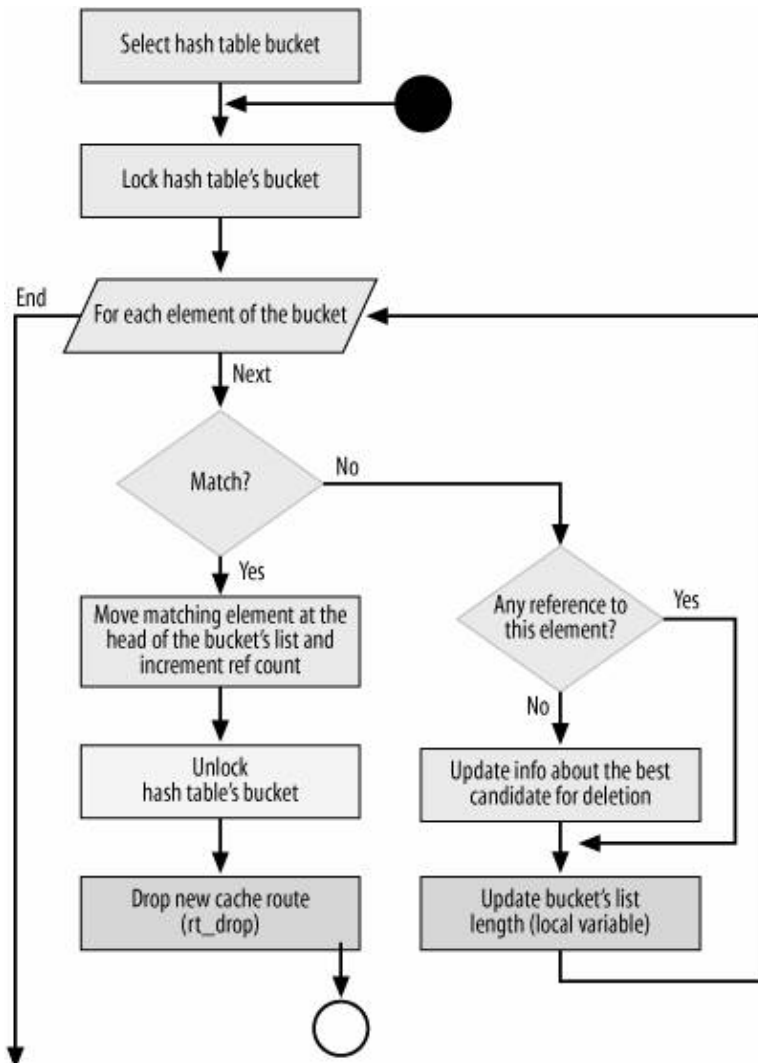 Select hash table bucket
Lock hash table's bucket
End
For each element of the bucket
Next
Match?
No
Yes
Any reference to
this element?
Yes
Move matching element at the
head of the bucket's list and
increment ref count
No
Unlock
hash table's bucket
Update info about the best
candidate for deletion
Drop new cache route
(rt_drop)
Update bucket's list
length (local variable)